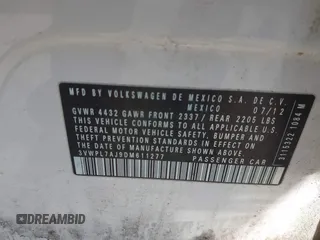 MFD BY VOLKSWAGEN DE MEXICO S.A. DE C.V.
MEXICO 07/12
GVWR 4432 GAWR FRONT 2337/ REAR 2205 LBS
THIS VEHICLE CONFORMS TO ALL APPLICABLE
FEDERAL MOTOR VEHICLE SAFETY, BUMPER AND
THEFT PREVENTION STANDARDS IN EFFECT
ON THE DATE OF MANUFACTURE SHOWN ABOVE
3VWPL7AJ9DM611277
PASSENGER CAR
3115322 1084 M
©DREAMBID